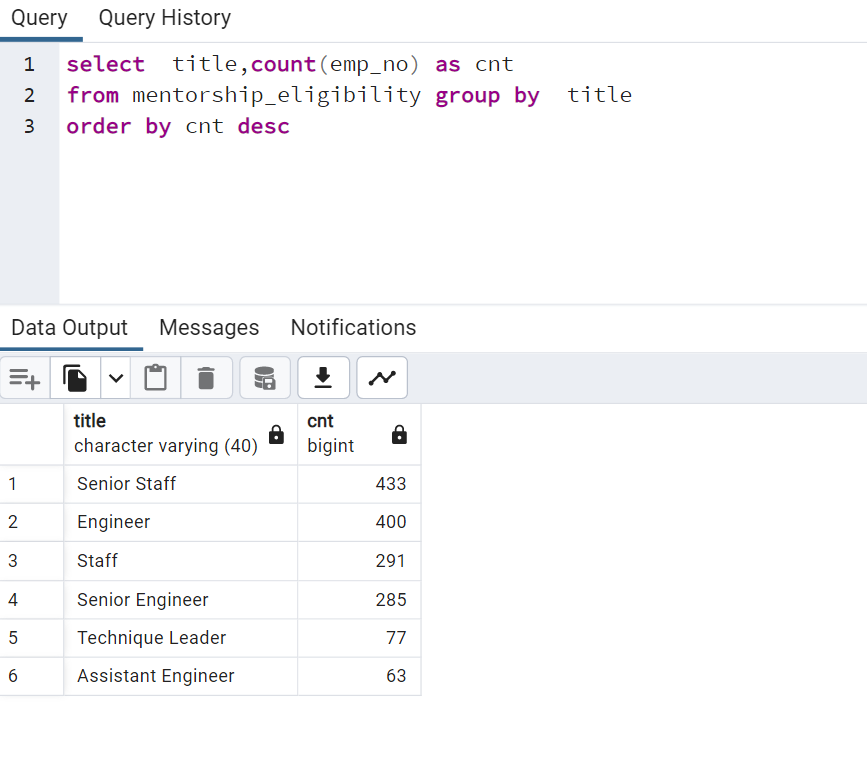 Query Query History
1 select  title,count(emp_no) as cnt
2 from mentorship_eligibility group by  title
3 order by cnt desc
Data Output Messages Notifications
title cnt
character varying (40) bigint
1 Senior Staff 433
2 Engineer 400
3 Staff 291
4 Senior Engineer 285
5 Technique Leader 77
6 Assistant Engineer 63